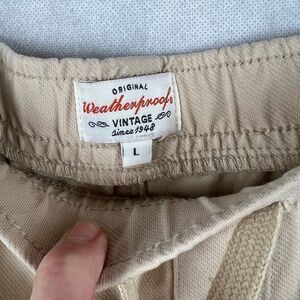 ORIGINAL
Weatherproof
VINTAGE
since 1948
L